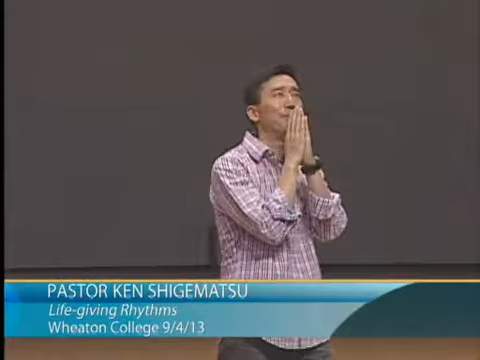 PASTOR KEN SHIGEMATSU
Life-giving Rhythms
Wheaton College 9/4/13